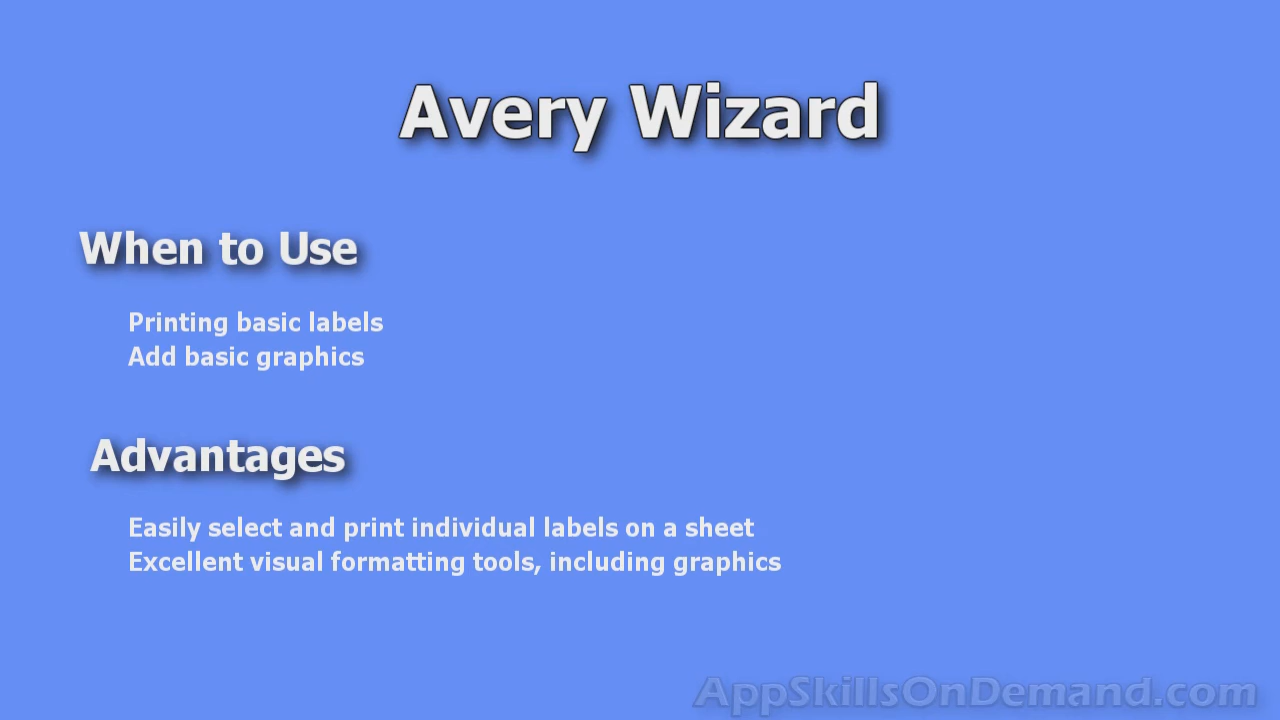 Avery Wizard
When to Use
Printing basic labels
Add basic graphics
Advantages
Easily select and print individual labels on a sheet
Excellent visual formatting tools, including graphics
AppSkillsOnDemand.com